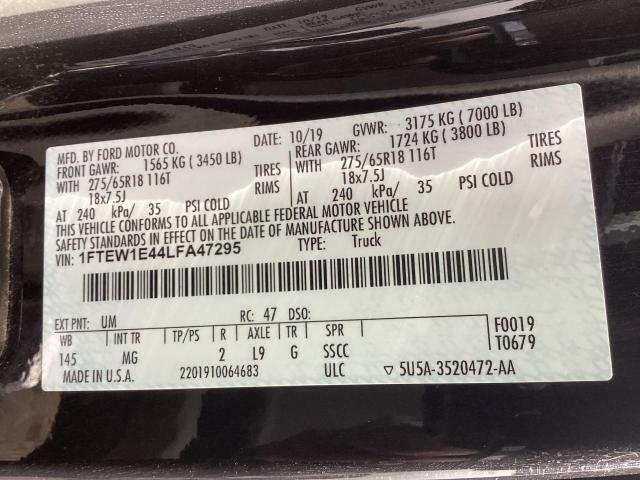 MFD. BY FORD MOTOR CO. DATE: 10/19 GVWR: 3175 KG ( 7000 LB)
FRONT GAWR: 1565 KG ( 3450 LB) REAR GAWR: 1724 KG ( 3800 LB)
WITH 275/65R18 116T TIRES WITH 275/65R18 116T TIRES
18x7.5J RIMS 18x7.5J RIMS
AT 240 kPa/ 35 PSI COLD AT 240 kPa/ 35 PSI COLD
THIS VEHICLE CONFORMS TO ALL APPLICABLE FEDERAL MOTOR VEHICLE
SAFETY STANDARDS IN EFFECT ON THE DATE OF MANUFACTURE SHOWN ABOVE.
VIN: 1FTEW1E44LFA47295 TYPE: Truck
EXT PNT: UM RC: 47 DSO: F0019
WB INT TR TP/PS R AXLE TR SPR T0679
145 MG 2 L9 G SSCC
MADE IN U.S.A. 2201910064683 ULC ▽ 5U5A-3520472-AA